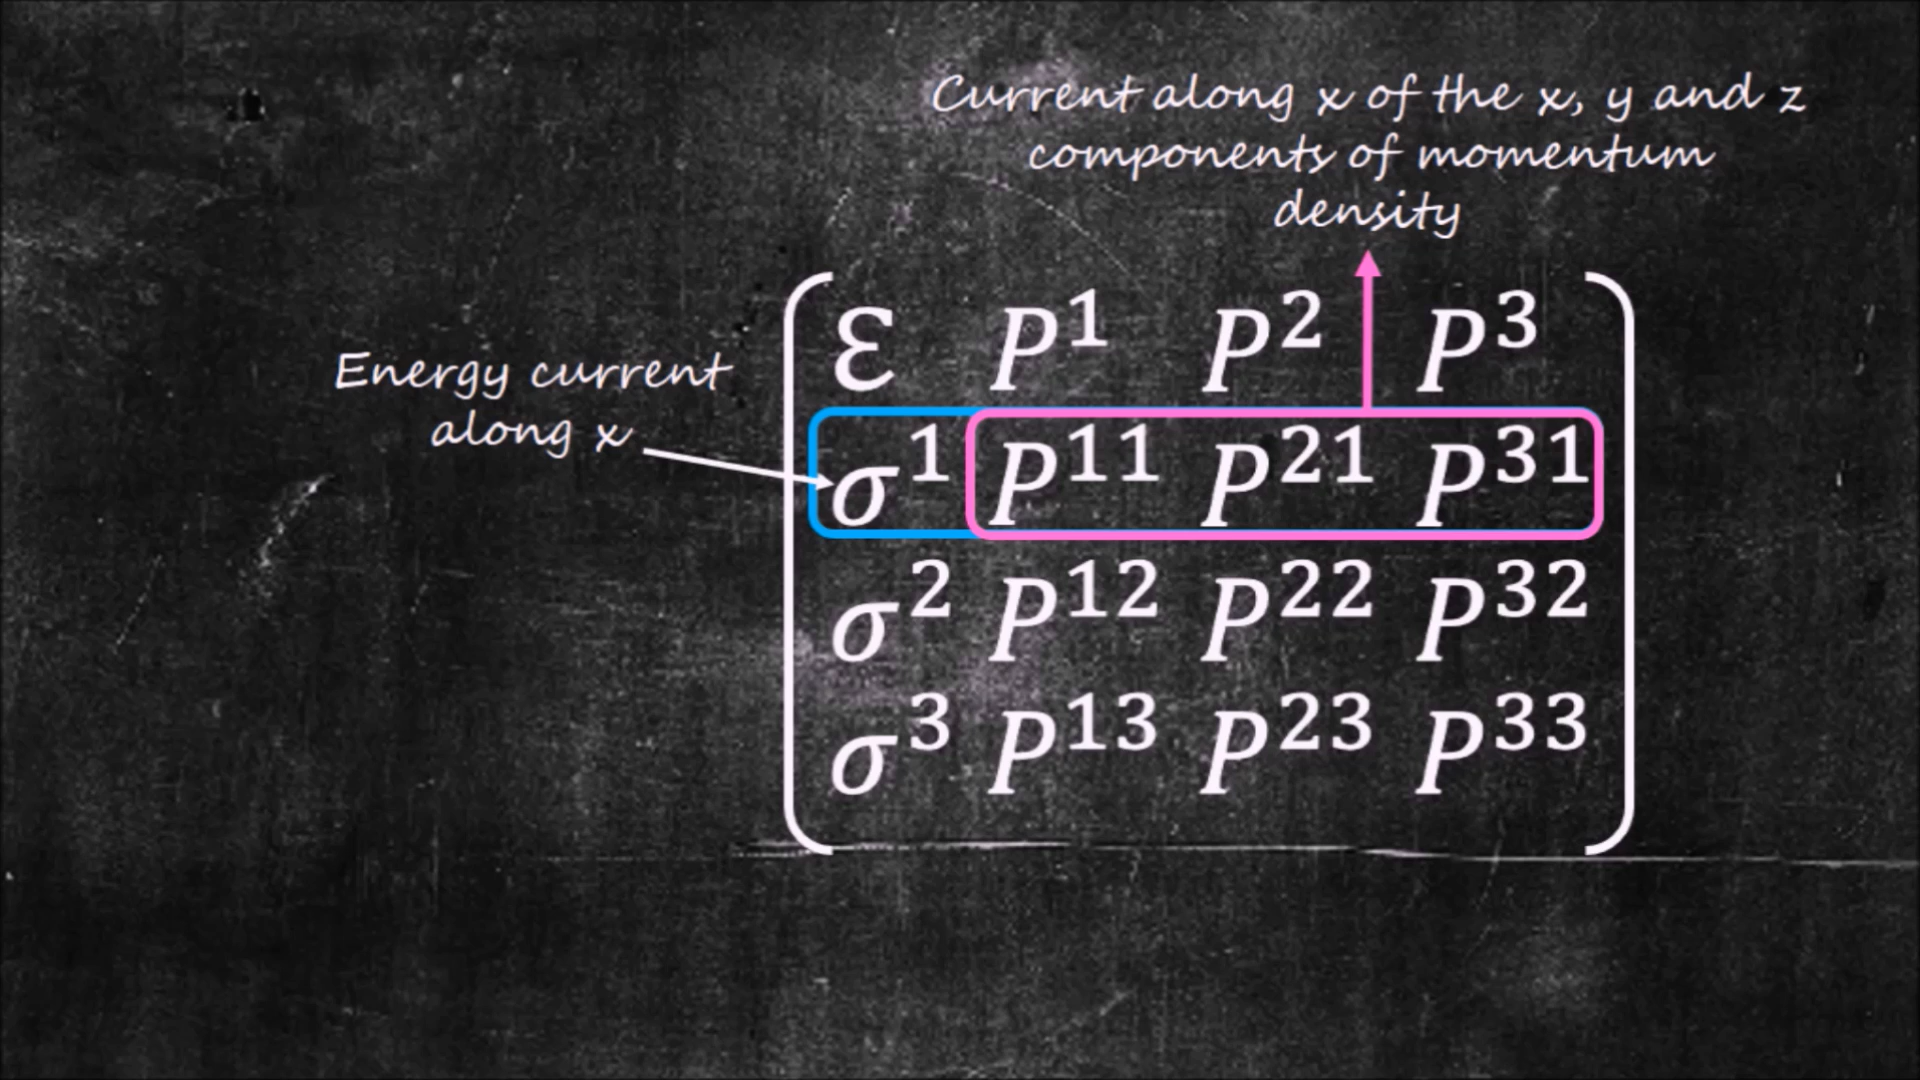 Current along x of the x, y and z
components of momentum
density
Energy current
along x
Ɛ P¹ P² P³
σ¹ P¹¹ P²¹ P³¹
σ² P¹² P²² P³²
σ³ P¹³ P²³ P³³